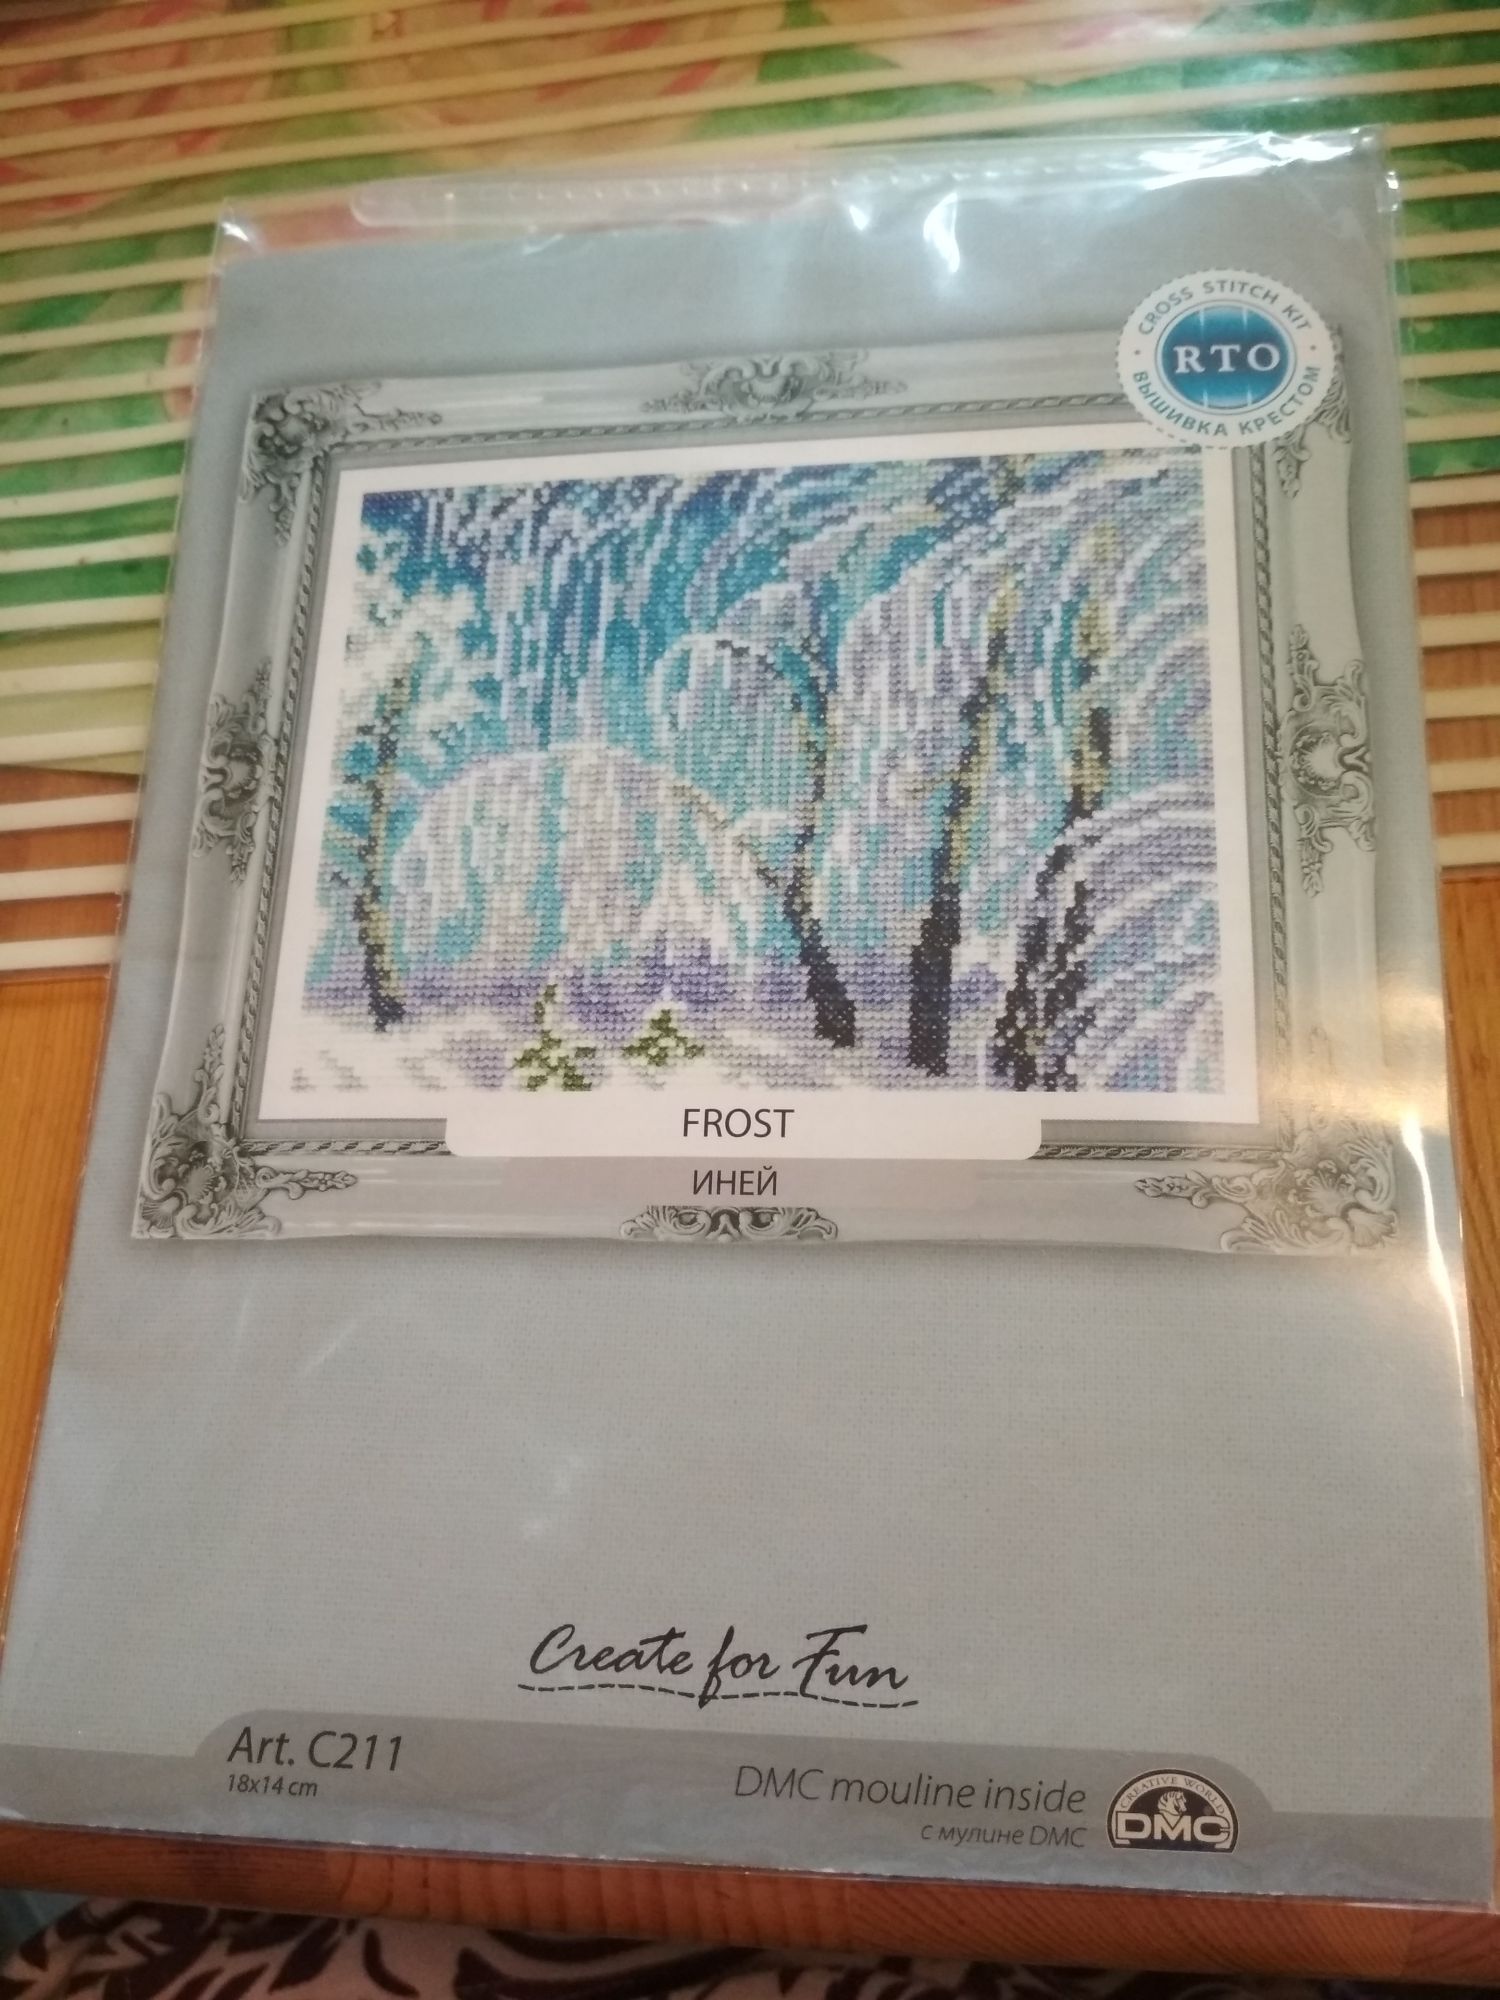 CROSS STITCH KIT
RTO
ВЫШИВКА КРЕСТОМ
FROST
ИНЕЙ
Create for Fun
Art. C211
18x14 cm
DMC mouline inside
с мулине DMC
CREATIVE WORLD
DMC